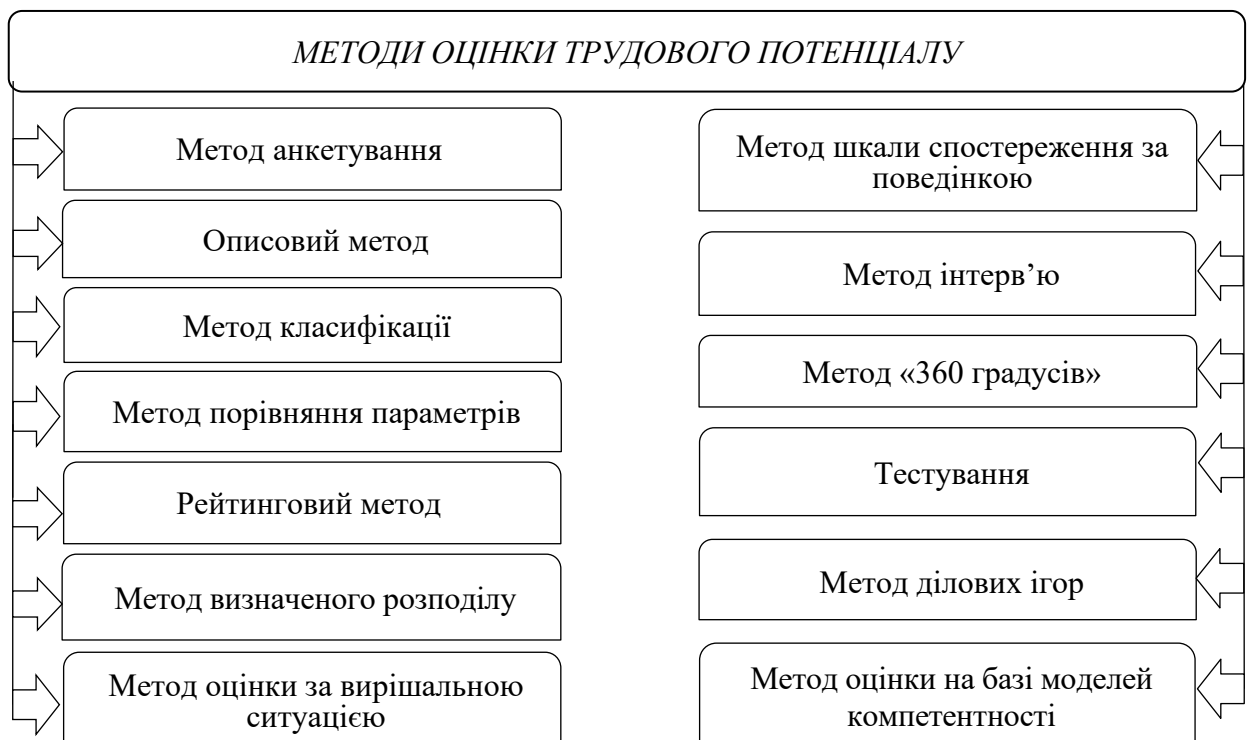 МЕТОДИ ОЦІНКИ ТРУДОВОГО ПОТЕНЦІАЛУ
Метод анкетування
Описовий метод
Метод класифікації
Метод порівняння параметрів
Рейтинговий метод
Метод визначеного розподілу
Метод оцінки за вирішальною
ситуацією
Метод шкали спостереження за
поведінкою
Метод інтерв’ю
Метод «360 градусів»
Тестування
Метод ділових ігор
Метод оцінки на базі моделей
компетентності